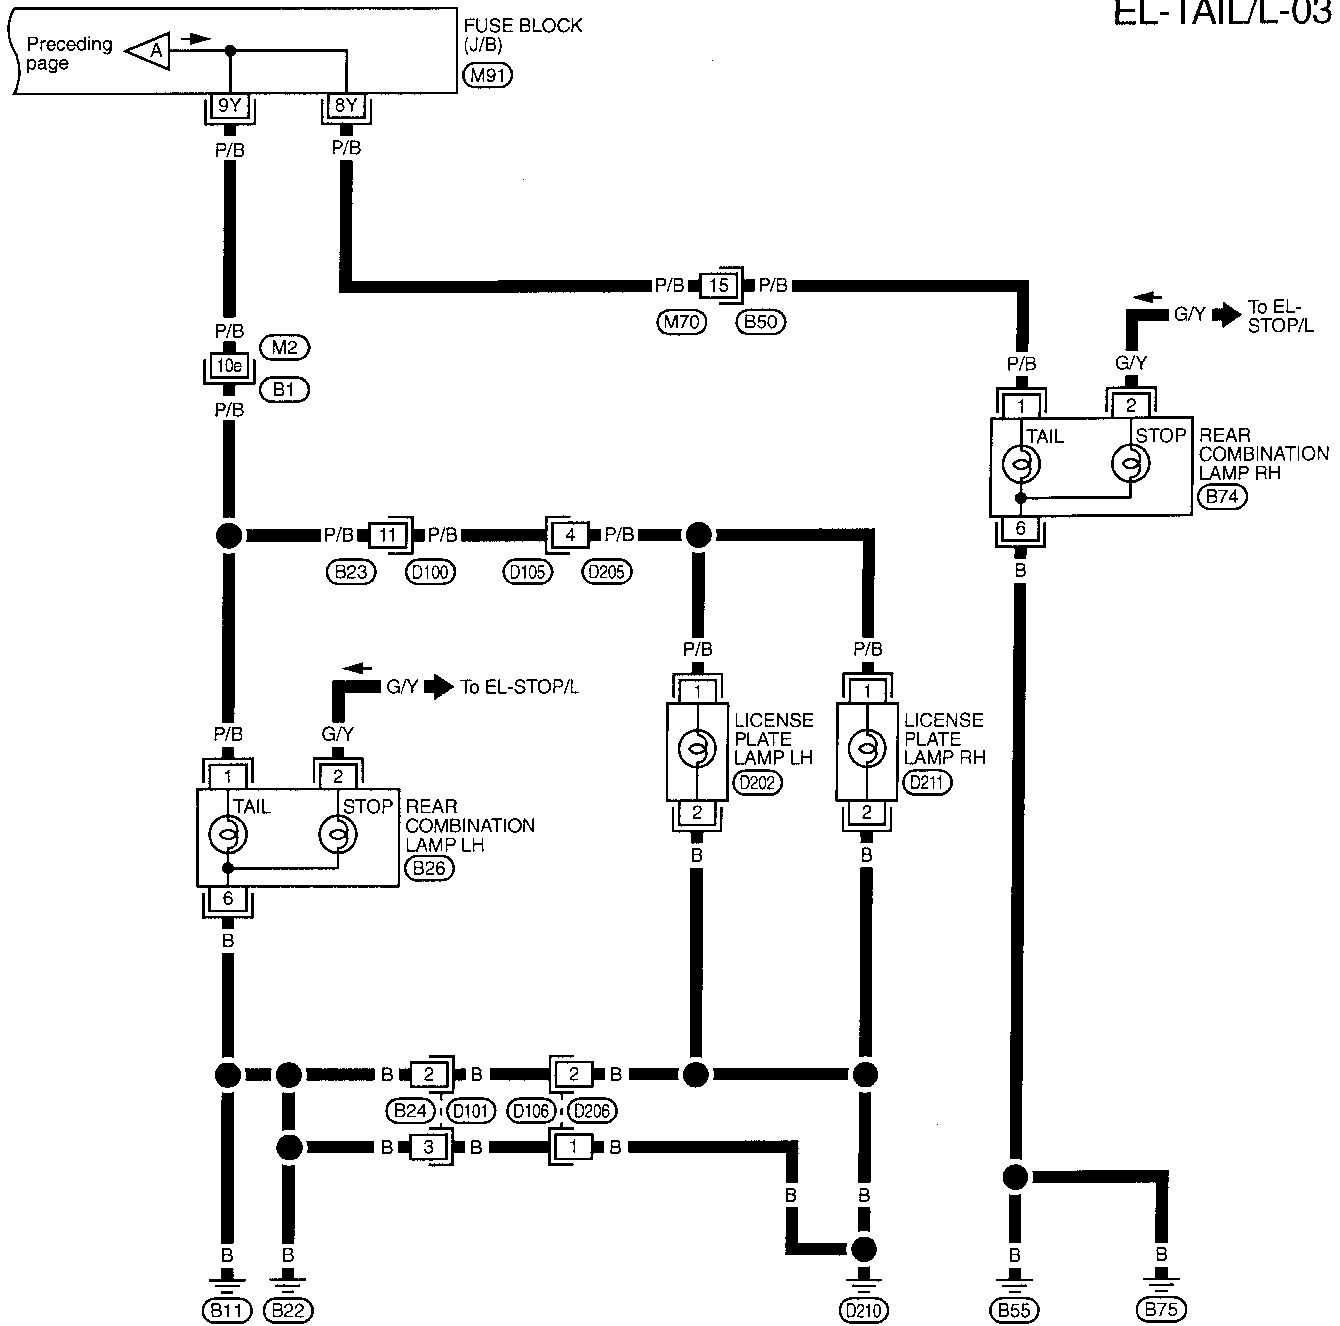 EL-TAIL/L-03
Preceding
page
A
FUSE BLOCK
(J/B)
M91
9Y
8Y
P/B
P/B
P/B
15
P/B
M70
B50
G/Y
To EL-
STOP/L
P/B
10e
M2
B1
P/B
P/B
G/Y
1
2
TAIL
STOP
REAR
COMBINATION
LAMP RH
B74
6
B
P/B
11
P/B
4
P/B
B23
D100
D105
D205
P/B
P/B
G/Y
To EL-STOP/L
P/B
G/Y
1
1
LICENSE
PLATE
LAMP LH
D202
LICENSE
PLATE
LAMP RH
D211
2
2
B
B
1
2
TAIL
STOP
REAR
COMBINATION
LAMP LH
B26
6
B
B
2
B
2
B
B24
D101
D106
D206
B
3
B
1
B
B
B
B
B
B
B
B11
B22
D210
B55
B75